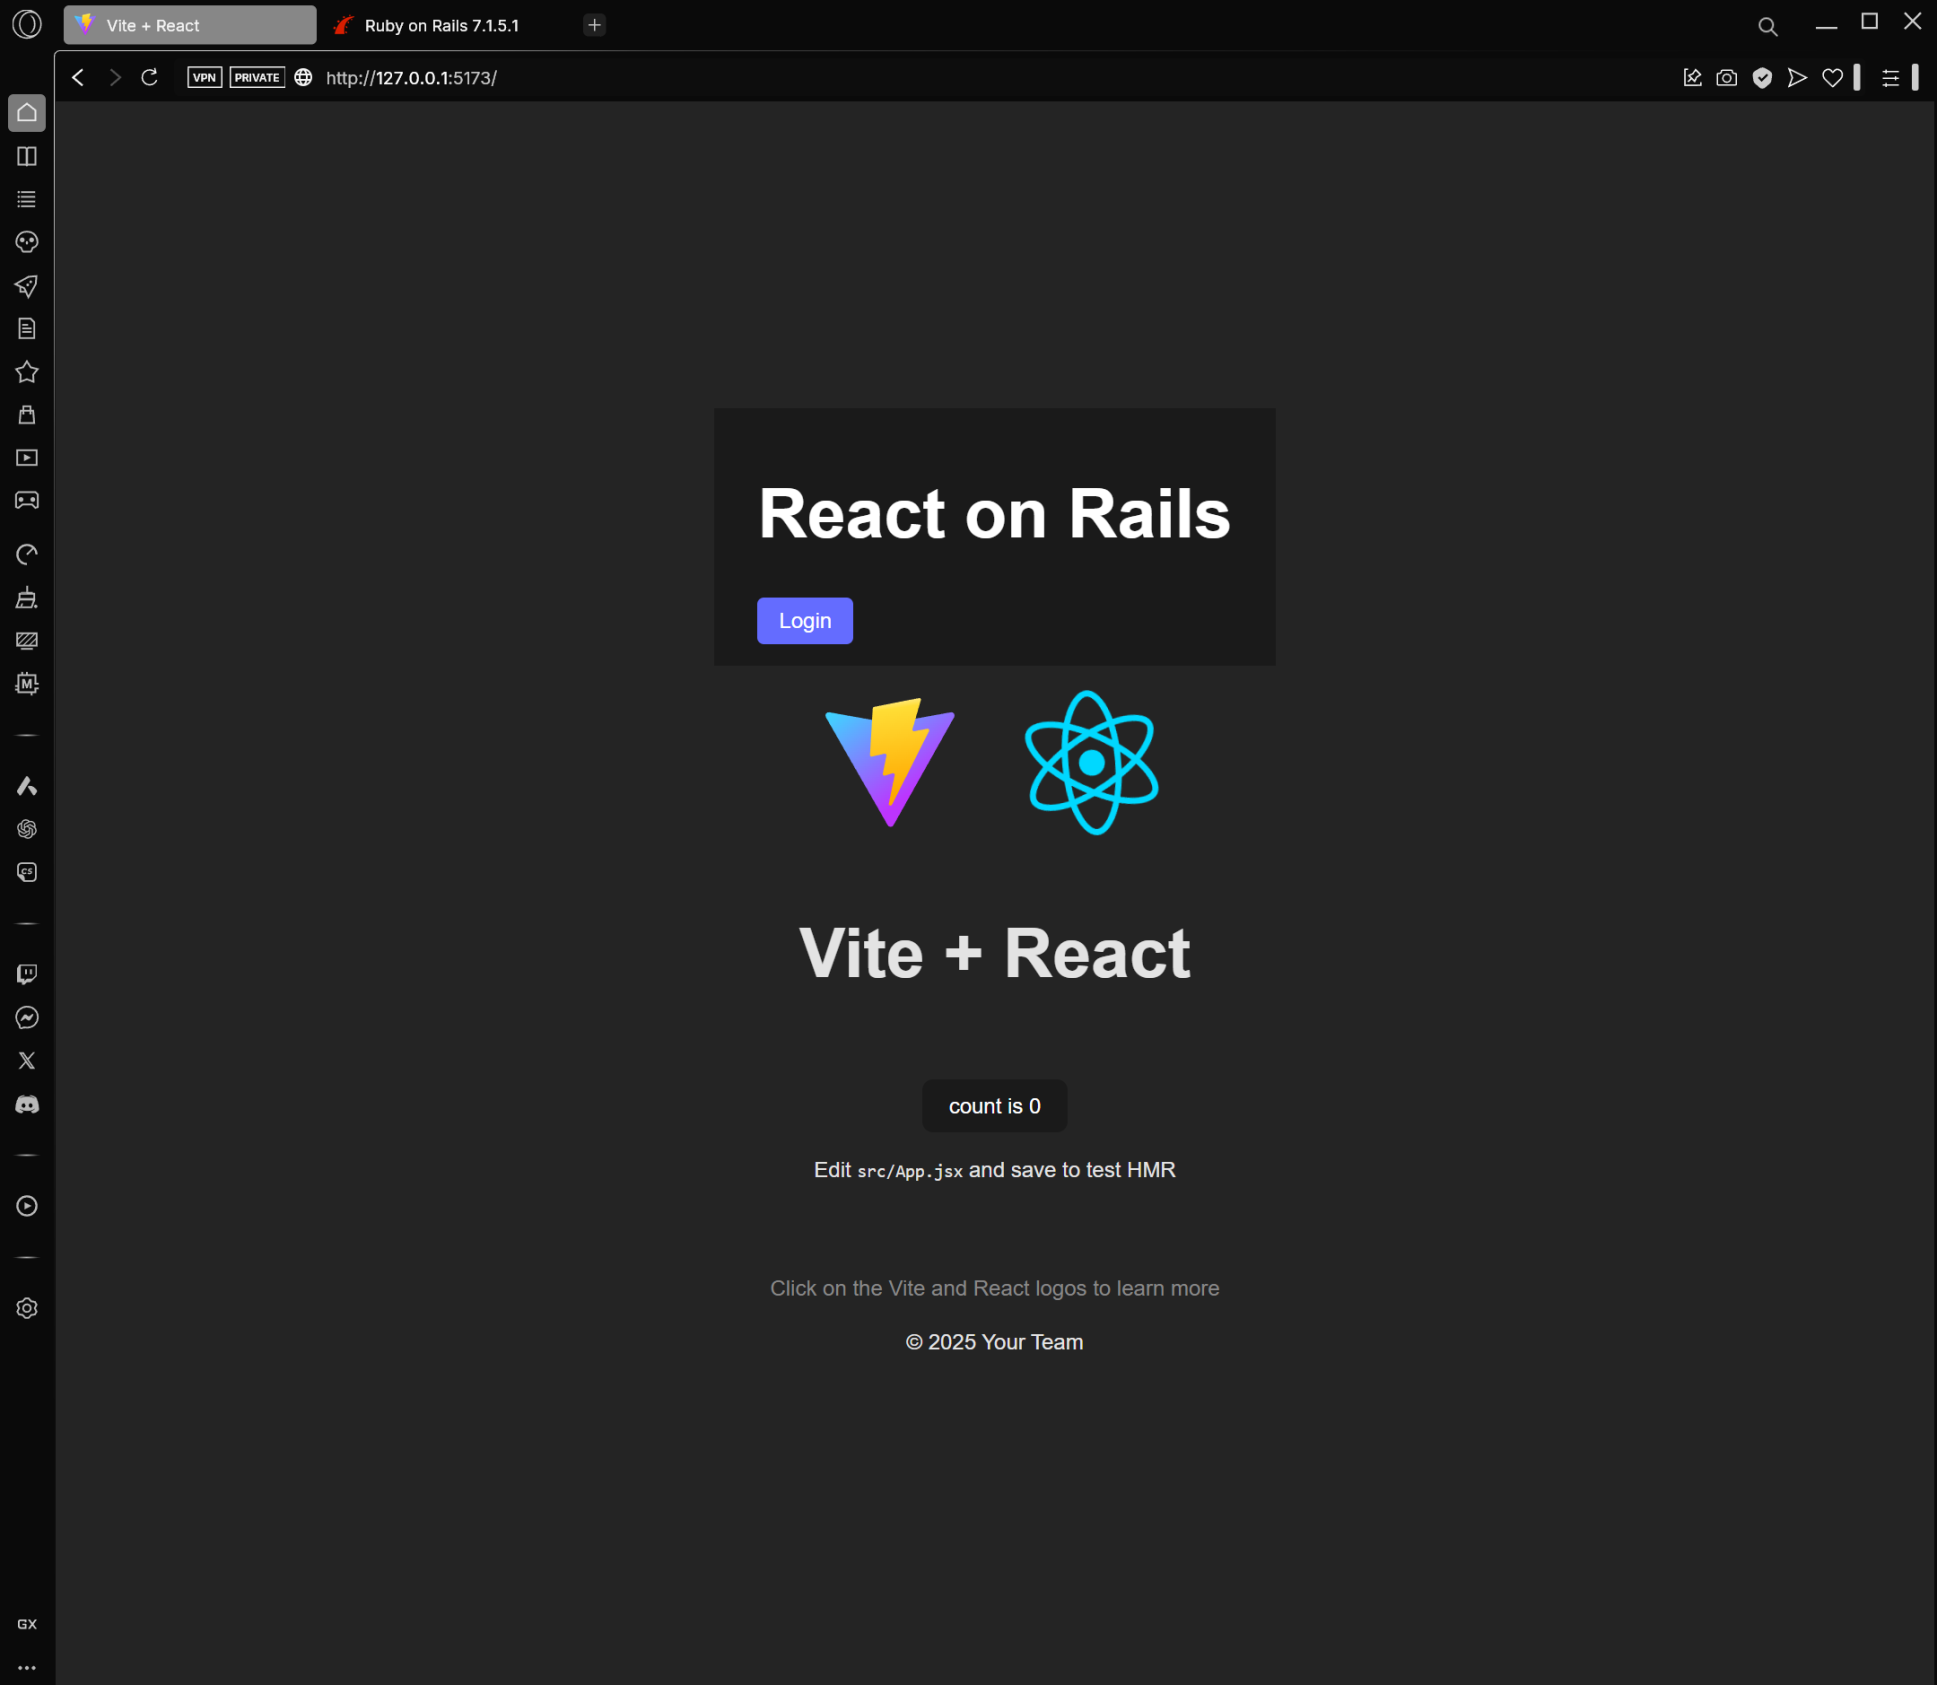 Vite + React
Ruby on Rails 7.1.5.1
VPN PRIVATE http://127.0.0.1:5173/
React on Rails
Login
M
CS
Vite + React
count is 0
Edit src/App.jsx and save to test HMR
Click on the Vite and React logos to learn more
© 2025 Your Team
GX